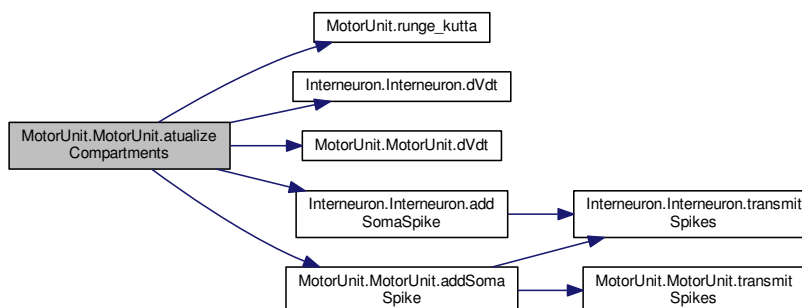 MotorUnit.runge_kutta
Interneuron.Interneuron.dVdt
MotorUnit.MotorUnit.atualize
Compartments
MotorUnit.MotorUnit.dVdt
Interneuron.Interneuron.add
SomaSpike
Interneuron.Interneuron.transmit
Spikes
MotorUnit.MotorUnit.addSoma
Spike
MotorUnit.MotorUnit.transmit
Spikes